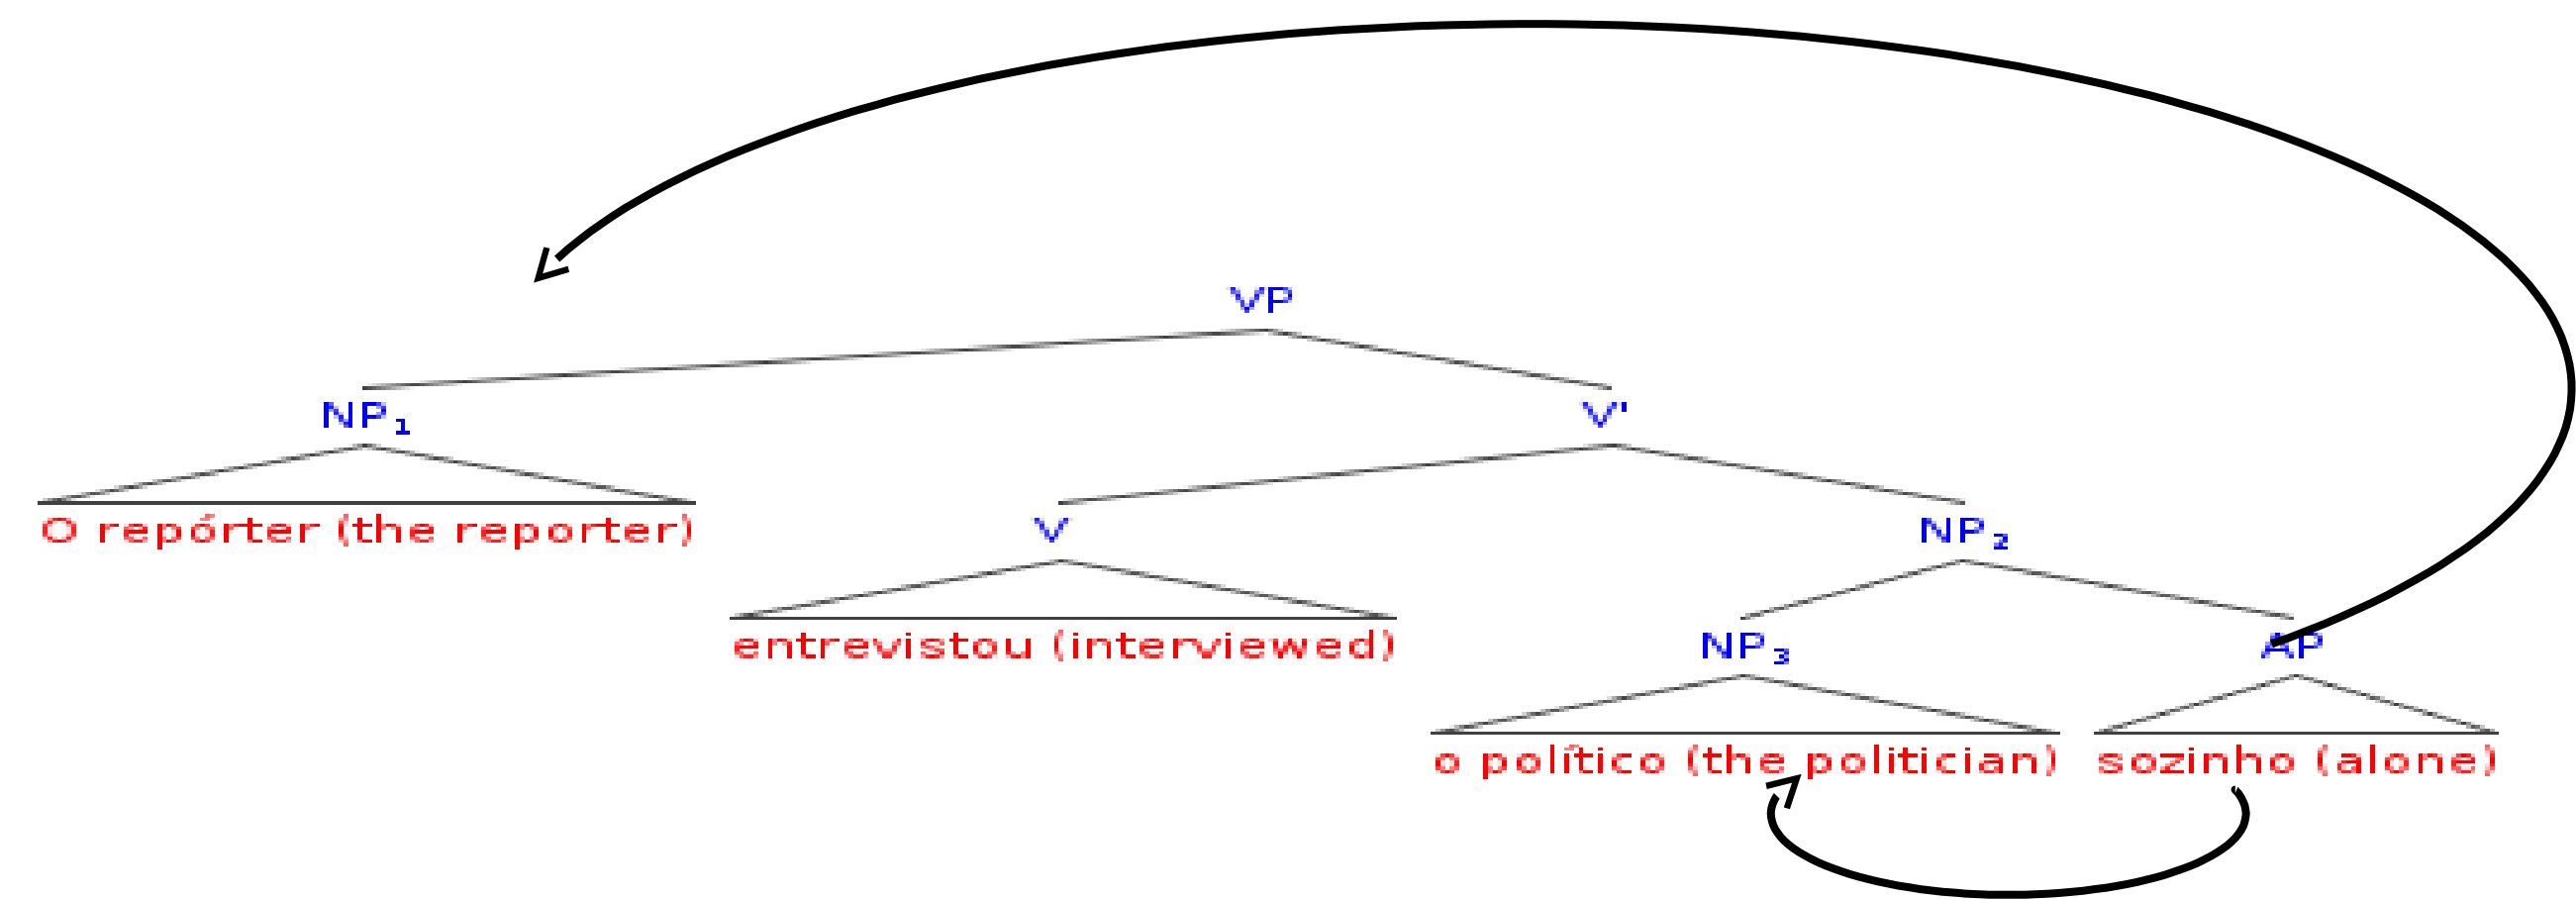 VP
NP₁ V'
O repórter (the reporter) V NP₂
entrevistou (interviewed) NP₃ AP
o político (the politician) sozinho (alone)